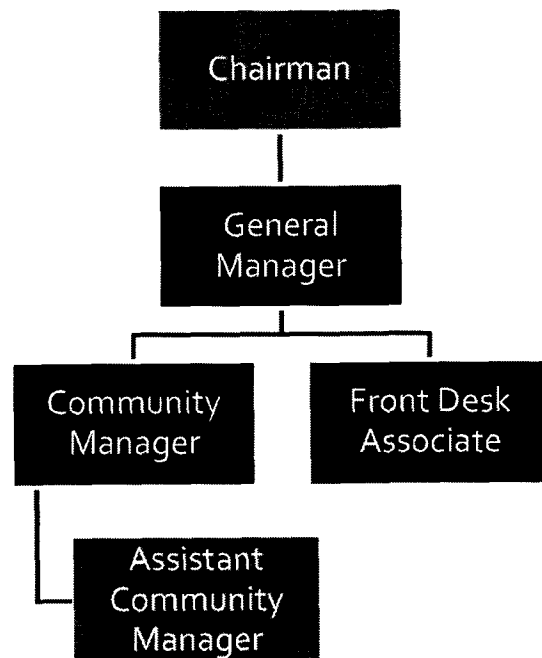 Chairman
General
Manager
Community
Manager
Front Desk
Associate
Assistant
Community
Manager